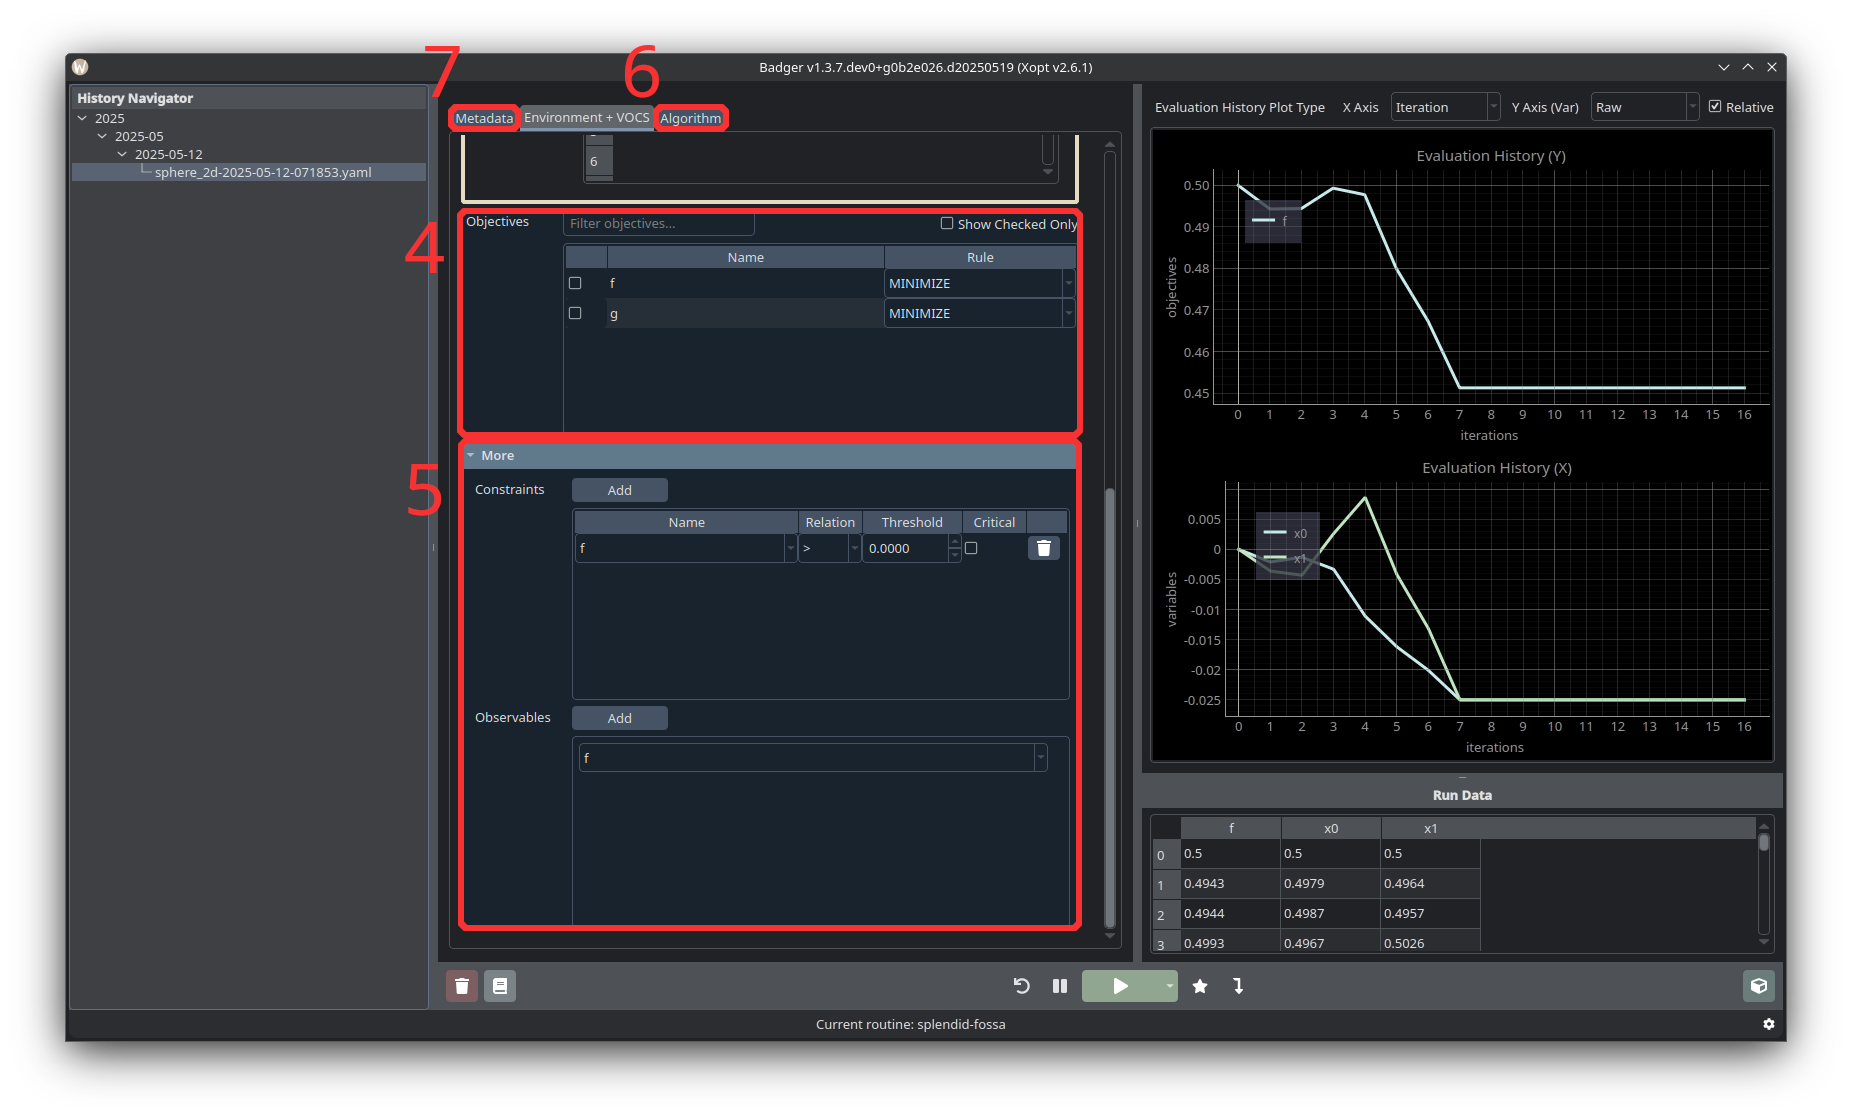 7
6
W
Badger v1.3.7.dev0+g0b2e026.d20250519 (Xopt v2.6.1)
History Navigator
2025
2025-05
2025-05-12
sphere_2d-2025-05-12-071853.yaml
Metadata
Environment + VOCS
Algorithm
6
4
Objectives
Filter objectives...
Show Checked Only
Name
Rule
f
MINIMIZE
g
MINIMIZE
5
More
Constraints
Add
Name
Relation
Threshold
Critical
f
>
0.0000
Observables
Add
f
Evaluation History Plot Type
X Axis
Iteration
Y Axis (Var)
Raw
Relative
Evaluation History (Y)
objectives
0.50
0.49
0.48
0.47
0.46
0.45
f
0 1 2 3 4 5 6 7 8 9 10 11 12 13 14 15 16
iterations
Evaluation History (X)
variables
0.005
0
-0.005
-0.01
-0.015
-0.02
-0.025
x0
x1
0 1 2 3 4 5 6 7 8 9 10 11 12 13 14 15 16
iterations
Run Data
f x0 x1
0 0.5 0.5 0.5
1 0.4943 0.4979 0.4964
2 0.4944 0.4987 0.4957
3 0.4993 0.4967 0.5026
Current routine: splendid-fossa